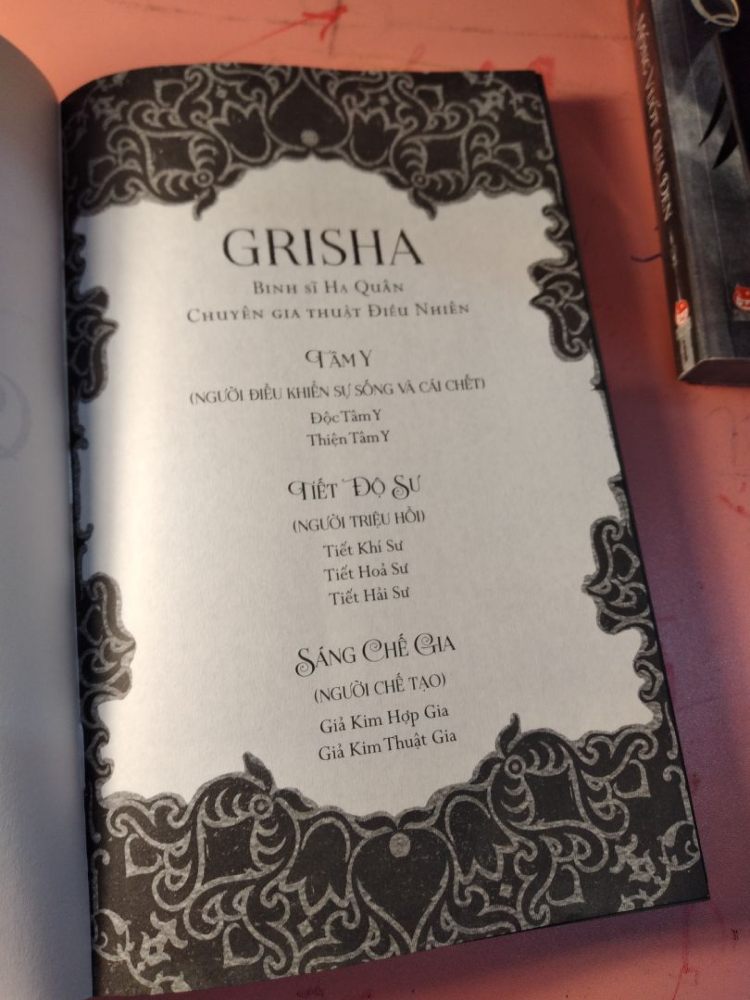 GRISHA
Binh sĩ Hạ Quân
Chuyên gia thuật Điều Nhiên
Tâm Y
(NGƯỜI ĐIỀU KHIỂN SỰ SỐNG VÀ CÁI CHẾT)
Độc Tâm Y
Thiện Tâm Y
Tiết Độ Sư
(NGƯỜI TRIỆU HỒI)
Tiết Khí Sư
Tiết Hoả Sư
Tiết Hải Sư
Sáng Chế Gia
(NGƯỜI CHẾ TẠO)
Giả Kim Hợp Gia
Giả Kim Thuật Gia